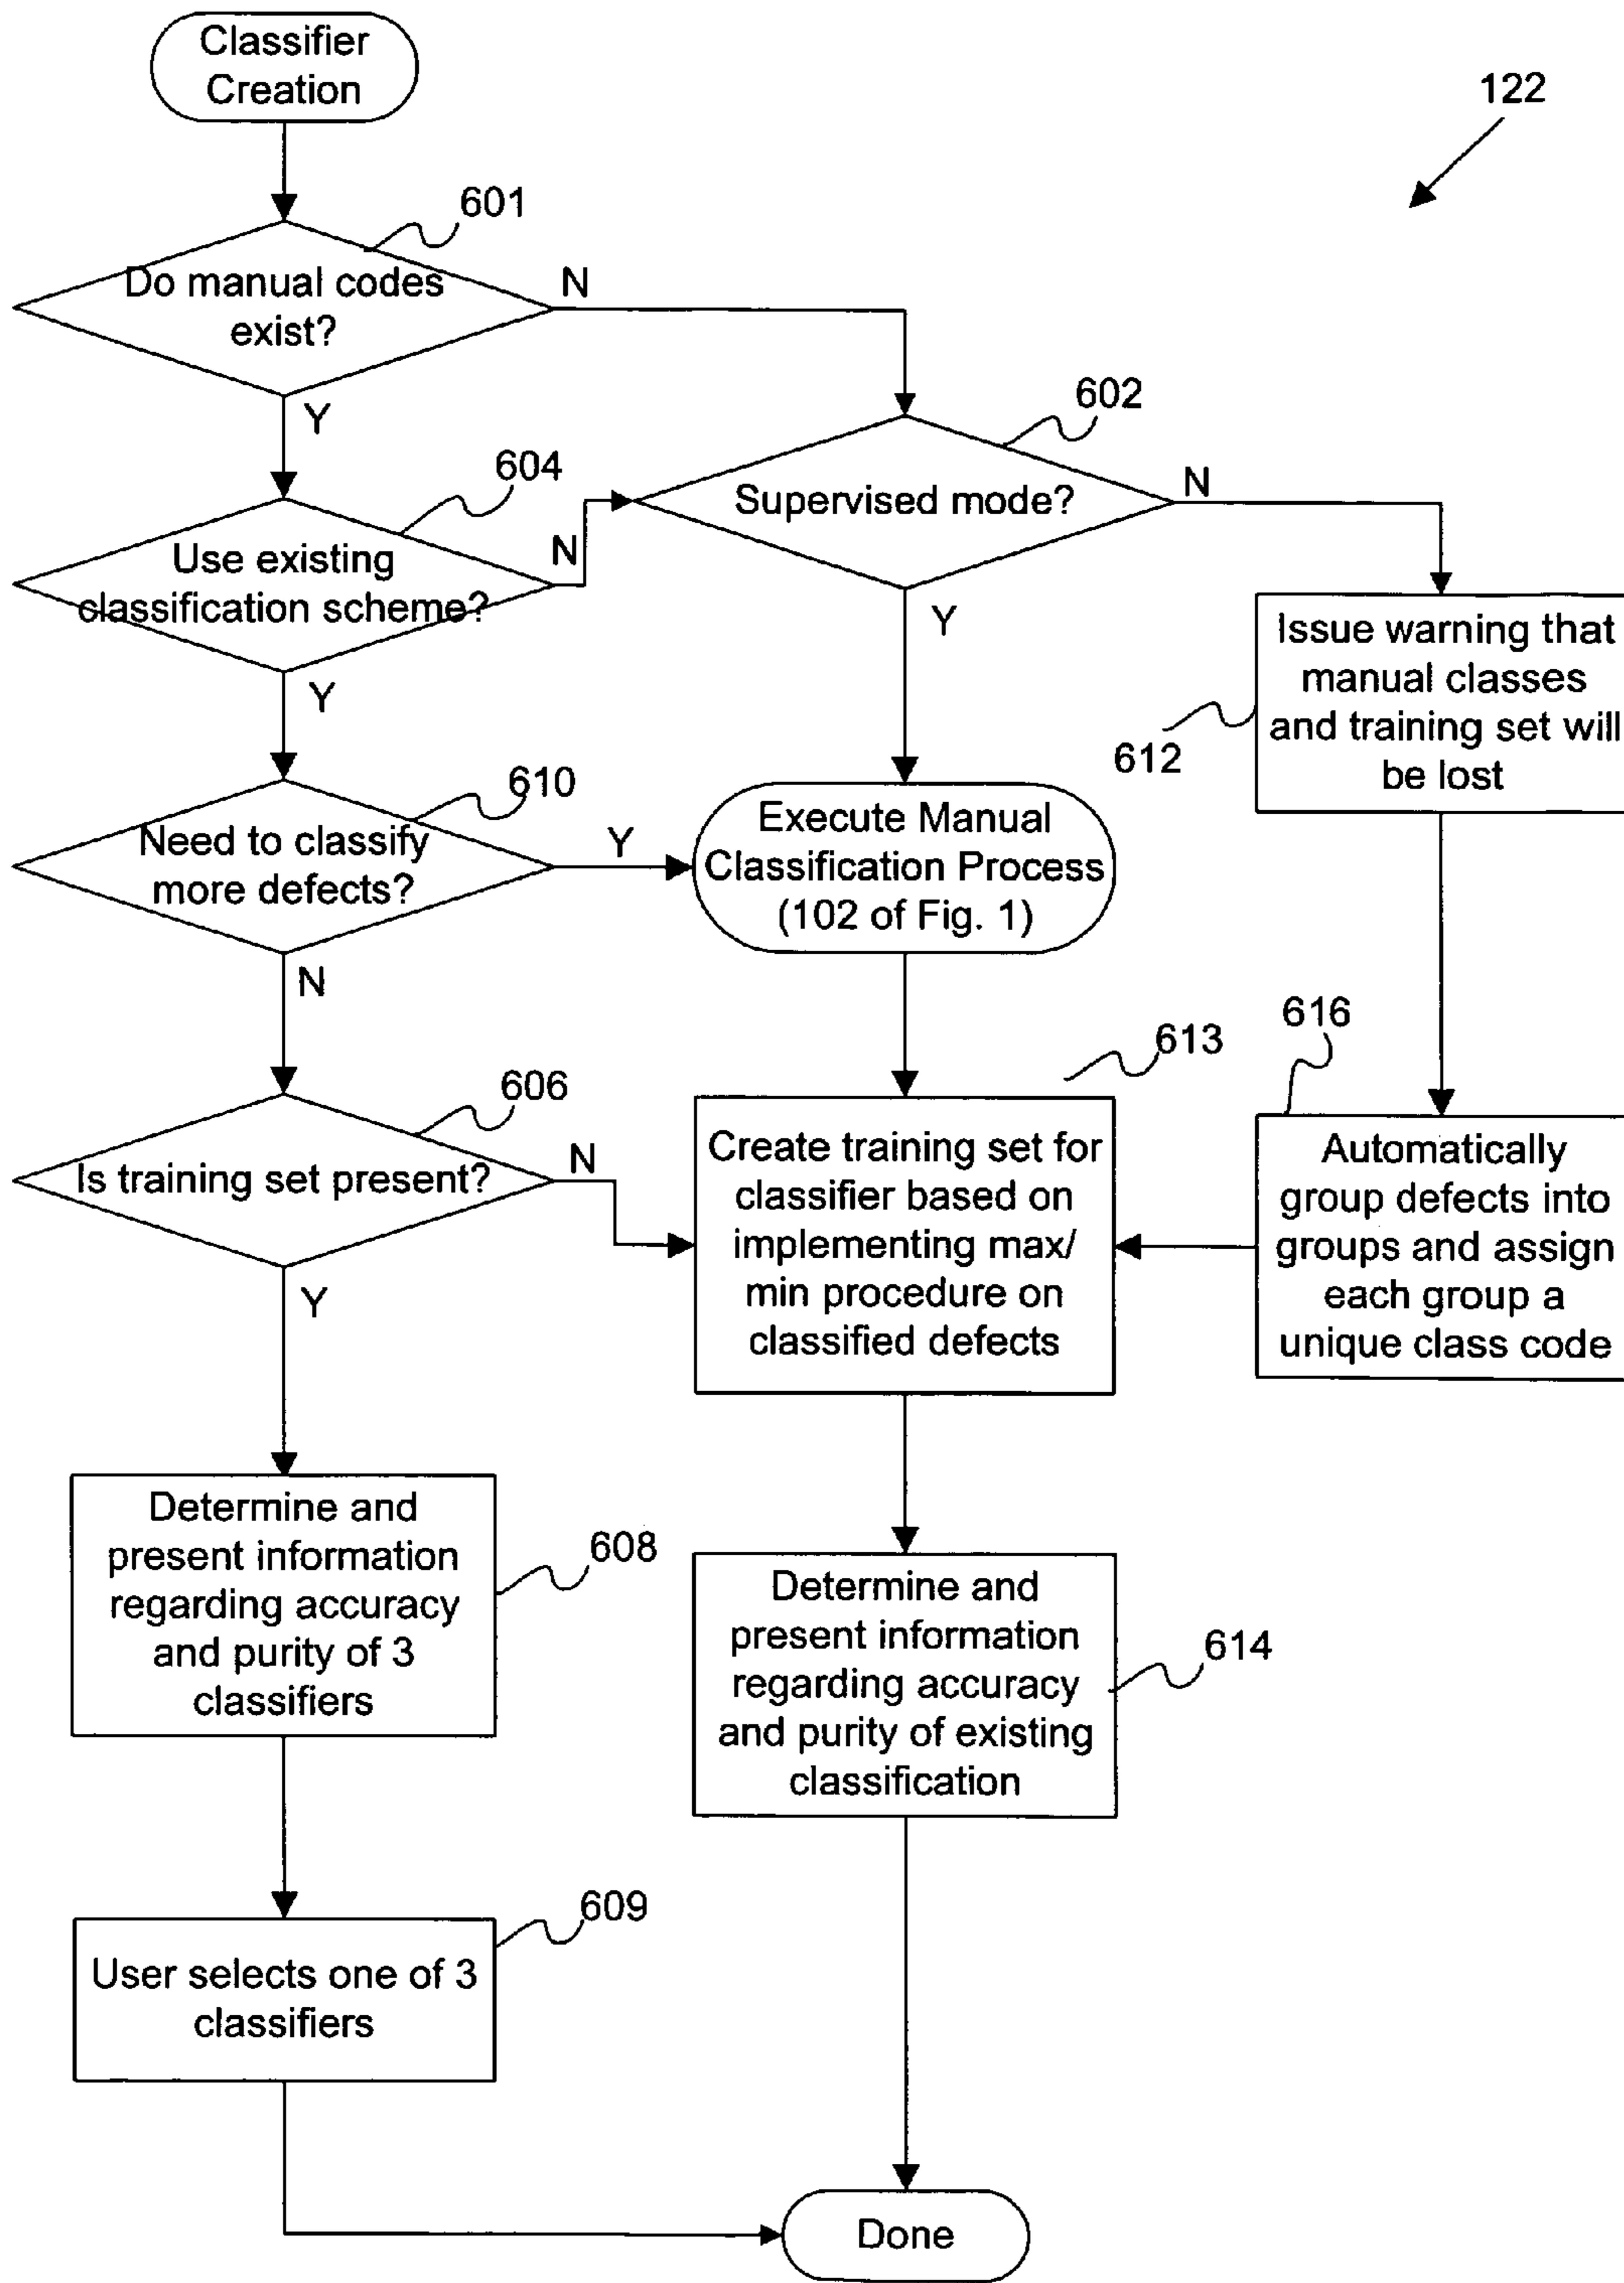 Classifier
Creation
122
601
Do manual codes
exist?
N
Y
602
604
Supervised mode?
N
Use existing
classification scheme?
N
Y
Y
Issue warning that
manual classes
and training set will
be lost
612
610
Need to classify
more defects?
Y
N
Execute Manual
Classification Process
(102 of Fig. 1)
616
613
606
Is training set present?
N
Y
Create training set for
classifier based on
implementing max/
min procedure on
classified defects
Automatically
group defects into
groups and assign
each group a
unique class code
Determine and
present information
regarding accuracy
and purity of 3
classifiers
608
Determine and
present information
regarding accuracy
and purity of existing
classification
614
609
User selects one of 3
classifiers
Done